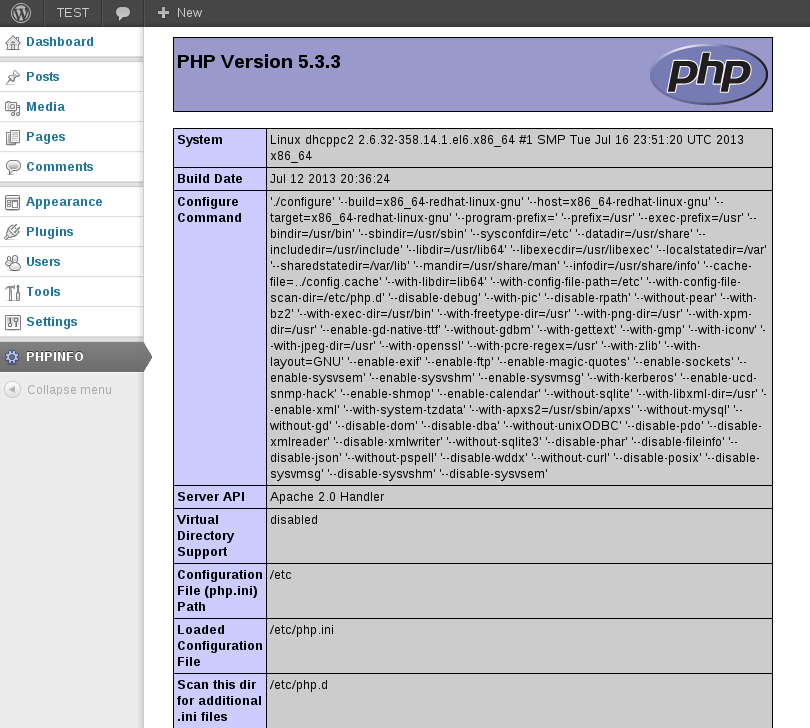 TEST
New
Dashboard
Posts
Media
Pages
Comments
Appearance
Plugins
Users
Tools
Settings
PHPINFO
Collapse menu
PHP Version 5.3.3
php
System
Linux dhcppc2 2.6.32-358.14.1.el6.x86_64 #1 SMP Tue Jul 16 23:51:20 UTC 2013
x86_64
Build Date
Jul 12 2013 20:36:24
Configure
Command
'./configure' '--build=x86_64-redhat-linux-gnu' '--host=x86_64-redhat-linux-gnu' '--
target=x86_64-redhat-linux-gnu' '--program-prefix=' '--prefix=/usr' '--exec-prefix=/usr' '--
bindir=/usr/bin' '--sbindir=/usr/sbin' '--sysconfdir=/etc' '--datadir=/usr/share' '--
includedir=/usr/include' '--libdir=/usr/lib64' '--libexecdir=/usr/libexec' '--localstatedir=/var'
'--sharedstatedir=/var/lib' '--mandir=/usr/share/man' '--infodir=/usr/share/info' '--cache-
file=../config.cache' '--with-libdir=lib64' '--with-config-file-path=/etc' '--with-config-file-
scan-dir=/etc/php.d' '--disable-debug' '--with-pic' '--disable-rpath' '--without-pear' '--with-
bz2' '--with-exec-dir=/usr/bin' '--with-freetype-dir=/usr' '--with-png-dir=/usr' '--with-xpm-
dir=/usr' '--enable-gd-native-ttf' '--without-gdbm' '--with-gettext' '--with-gmp' '--with-iconv' '-
-with-jpeg-dir=/usr' '--with-openssl' '--with-pcre-regex=/usr' '--with-zlib' '--with-
layout=GNU' '--enable-exif' '--enable-ftp' '--enable-magic-quotes' '--enable-sockets' '--
enable-sysvsem' '--enable-sysvshm' '--enable-sysvmsg' '--with-kerberos' '--enable-ucd-
snmp-hack' '--enable-shmop' '--enable-calendar' '--without-sqlite' '--with-libxml-dir=/usr' '-
-enable-xml' '--with-system-tzdata' '--with-apxs2=/usr/sbin/apxs' '--without-mysql' '--
without-gd' '--disable-dom' '--disable-dba' '--without-unixODBC' '--disable-pdo' '--disable-
xmlreader' '--disable-xmlwriter' '--without-sqlite3' '--disable-phar' '--disable-fileinfo' '--
disable-json' '--without-pspell' '--disable-wddx' '--without-curl' '--disable-posix' '--disable-
sysvmsg' '--disable-sysvshm' '--disable-sysvsem'
Server API
Apache 2.0 Handler
Virtual
Directory
Support
disabled
Configuration
File (php.ini)
Path
/etc
Loaded
Configuration
File
/etc/php.ini
Scan this dir
for additional
.ini files
/etc/php.d